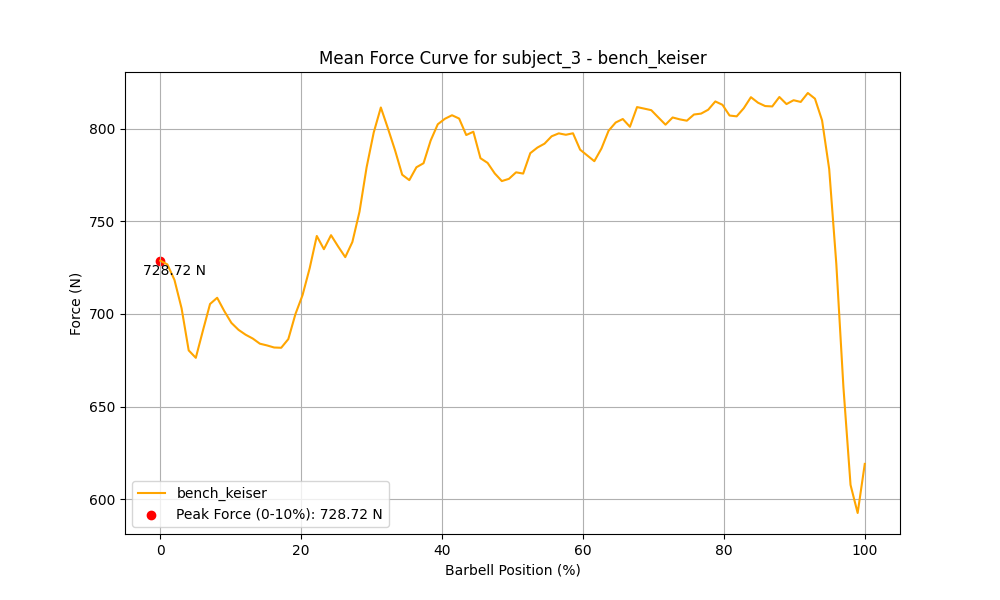 Mean Force Curve for subject_3 - bench_keiser
Force (N)
800
750
700
650
600
728.72 N
bench_keiser
Peak Force (0-10%): 728.72 N
0 20 40 60 80 100
Barbell Position (%)